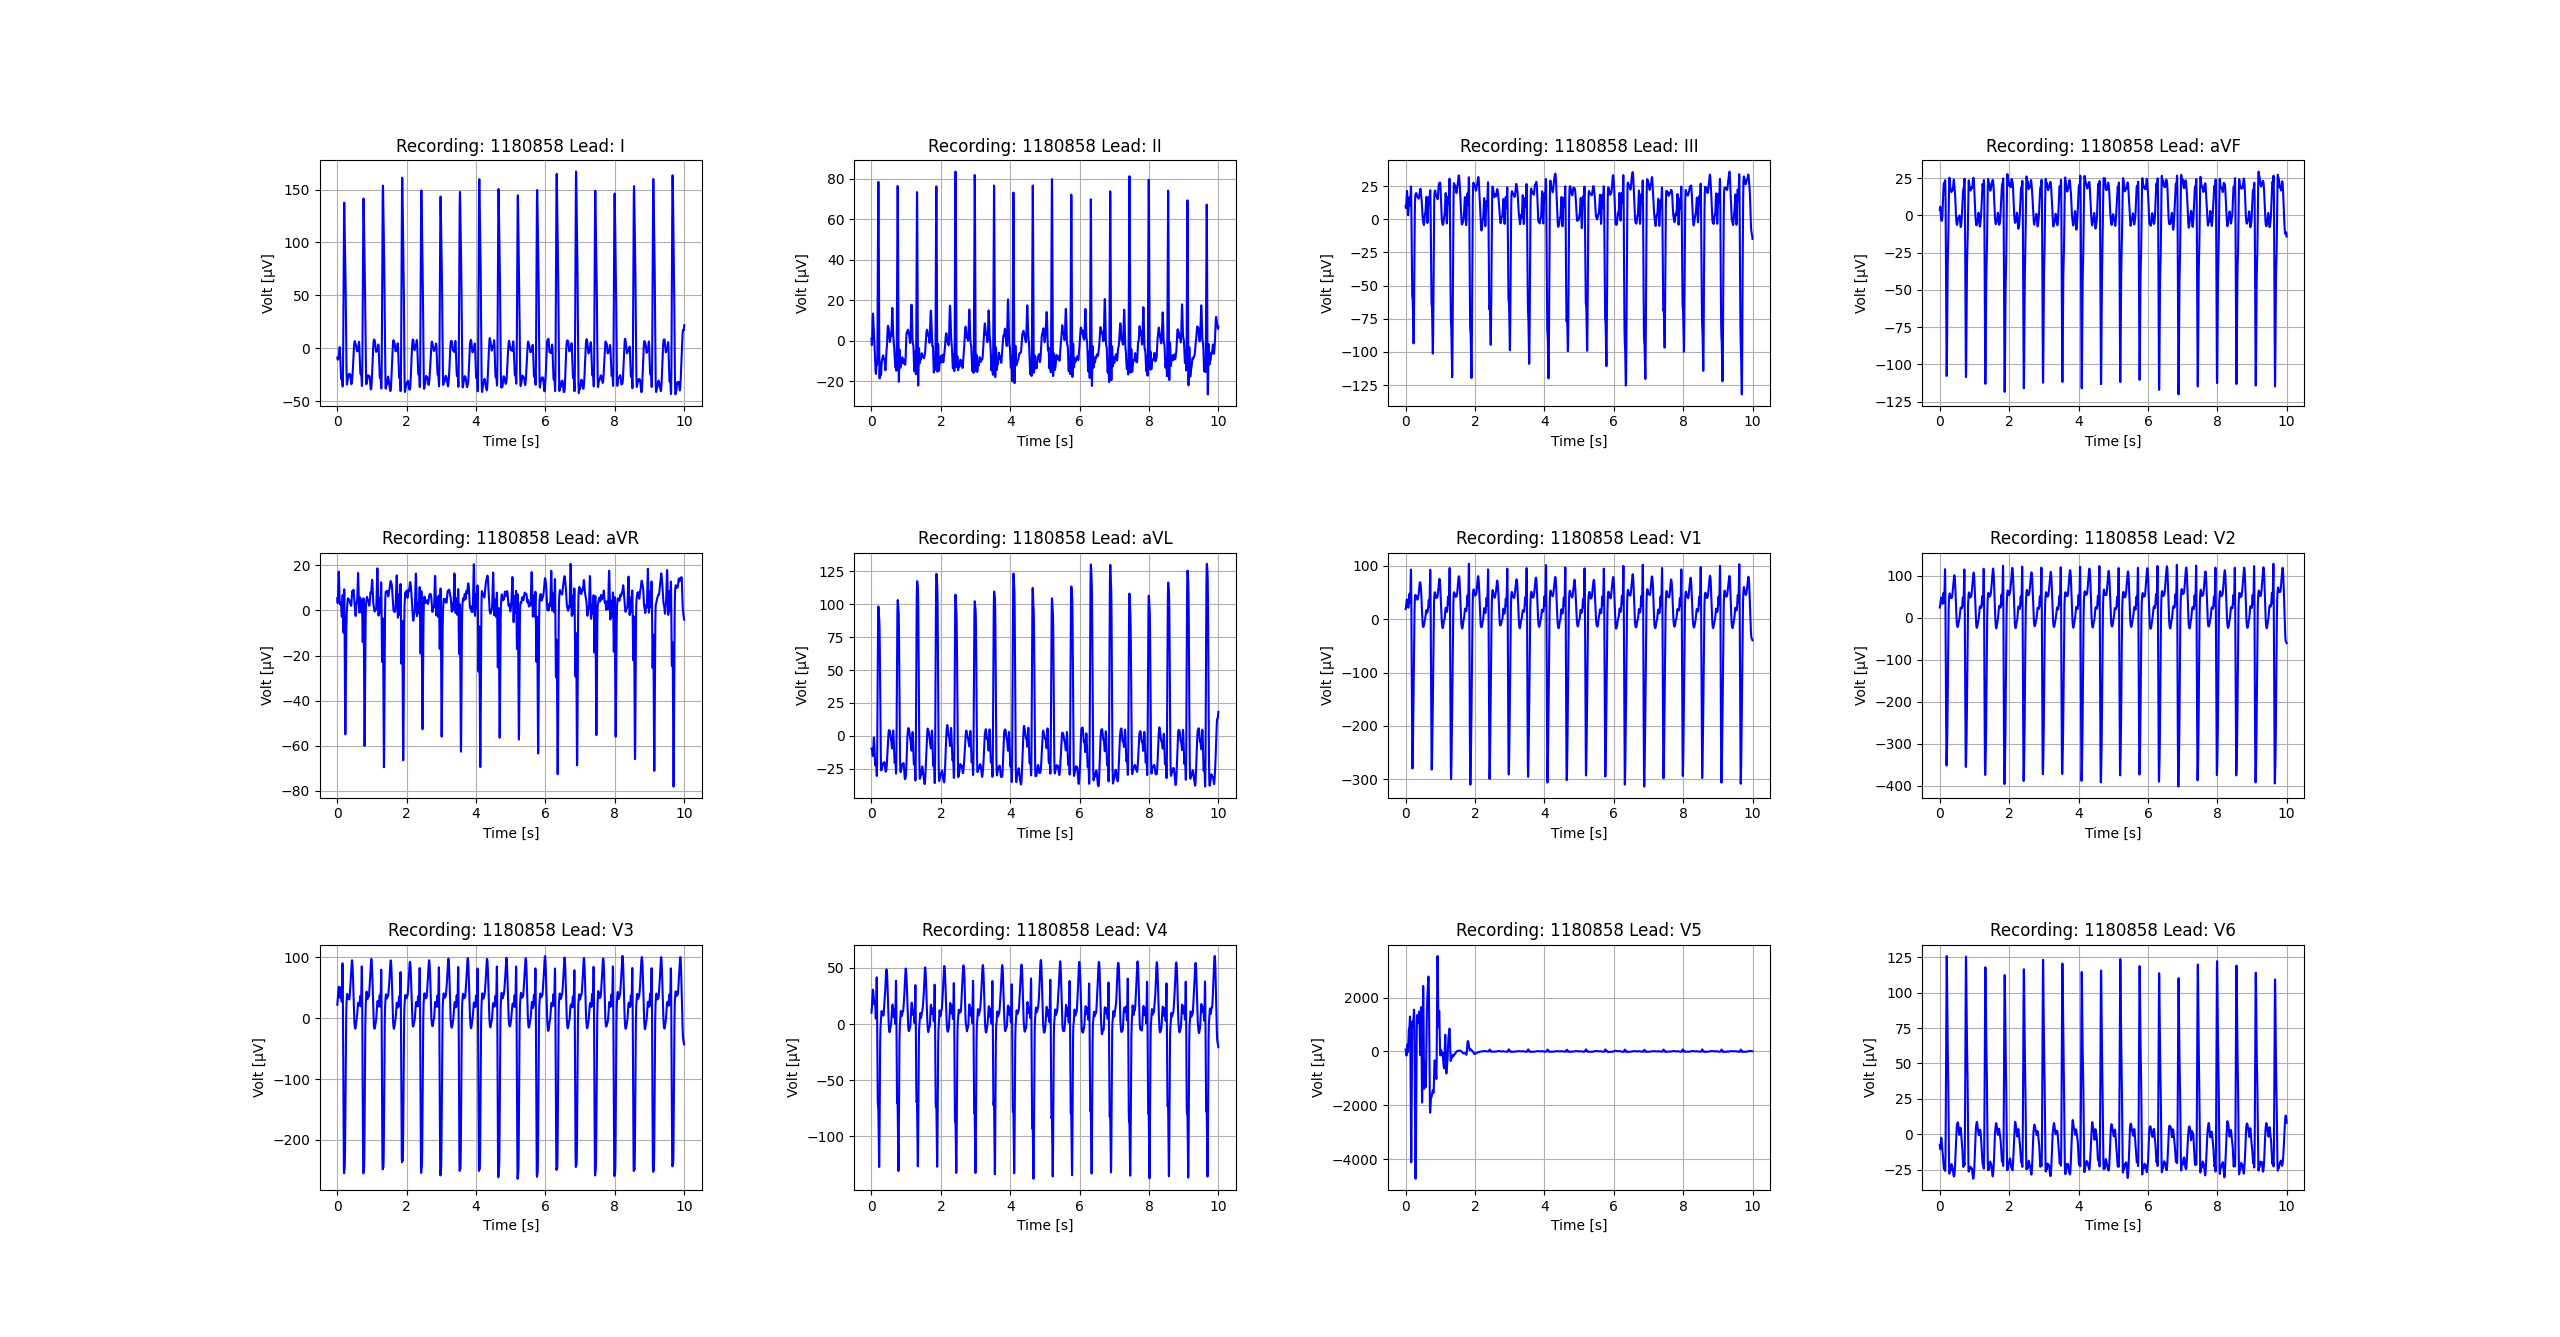 Recording: 1180858 Lead: I
Recording: 1180858 Lead: II
Recording: 1180858 Lead: III
Recording: 1180858 Lead: aVF
150
100
50
0
−50
Volt [µV]
0 2 4 6 8 10
Time [s]
80
60
40
20
0
−20
Volt [µV]
0 2 4 6 8 10
Time [s]
25
0
−25
−50
−75
−100
−125
Volt [µV]
0 2 4 6 8 10
Time [s]
25
0
−25
−50
−75
−100
−125
Volt [µV]
0 2 4 6 8 10
Time [s]
Recording: 1180858 Lead: aVR
Recording: 1180858 Lead: aVL
Recording: 1180858 Lead: V1
Recording: 1180858 Lead: V2
20
0
−20
−40
−60
−80
Volt [µV]
0 2 4 6 8 10
Time [s]
125
100
75
50
25
0
−25
Volt [µV]
0 2 4 6 8 10
Time [s]
100
0
−100
−200
−300
Volt [µV]
0 2 4 6 8 10
Time [s]
100
0
−100
−200
−300
−400
Volt [µV]
0 2 4 6 8 10
Time [s]
Recording: 1180858 Lead: V3
Recording: 1180858 Lead: V4
Recording: 1180858 Lead: V5
Recording: 1180858 Lead: V6
100
0
−100
−200
Volt [µV]
0 2 4 6 8 10
Time [s]
50
0
−50
−100
Volt [µV]
0 2 4 6 8 10
Time [s]
2000
0
−2000
−4000
Volt [µV]
0 2 4 6 8 10
Time [s]
125
100
75
50
25
0
−25
Volt [µV]
0 2 4 6 8 10
Time [s]